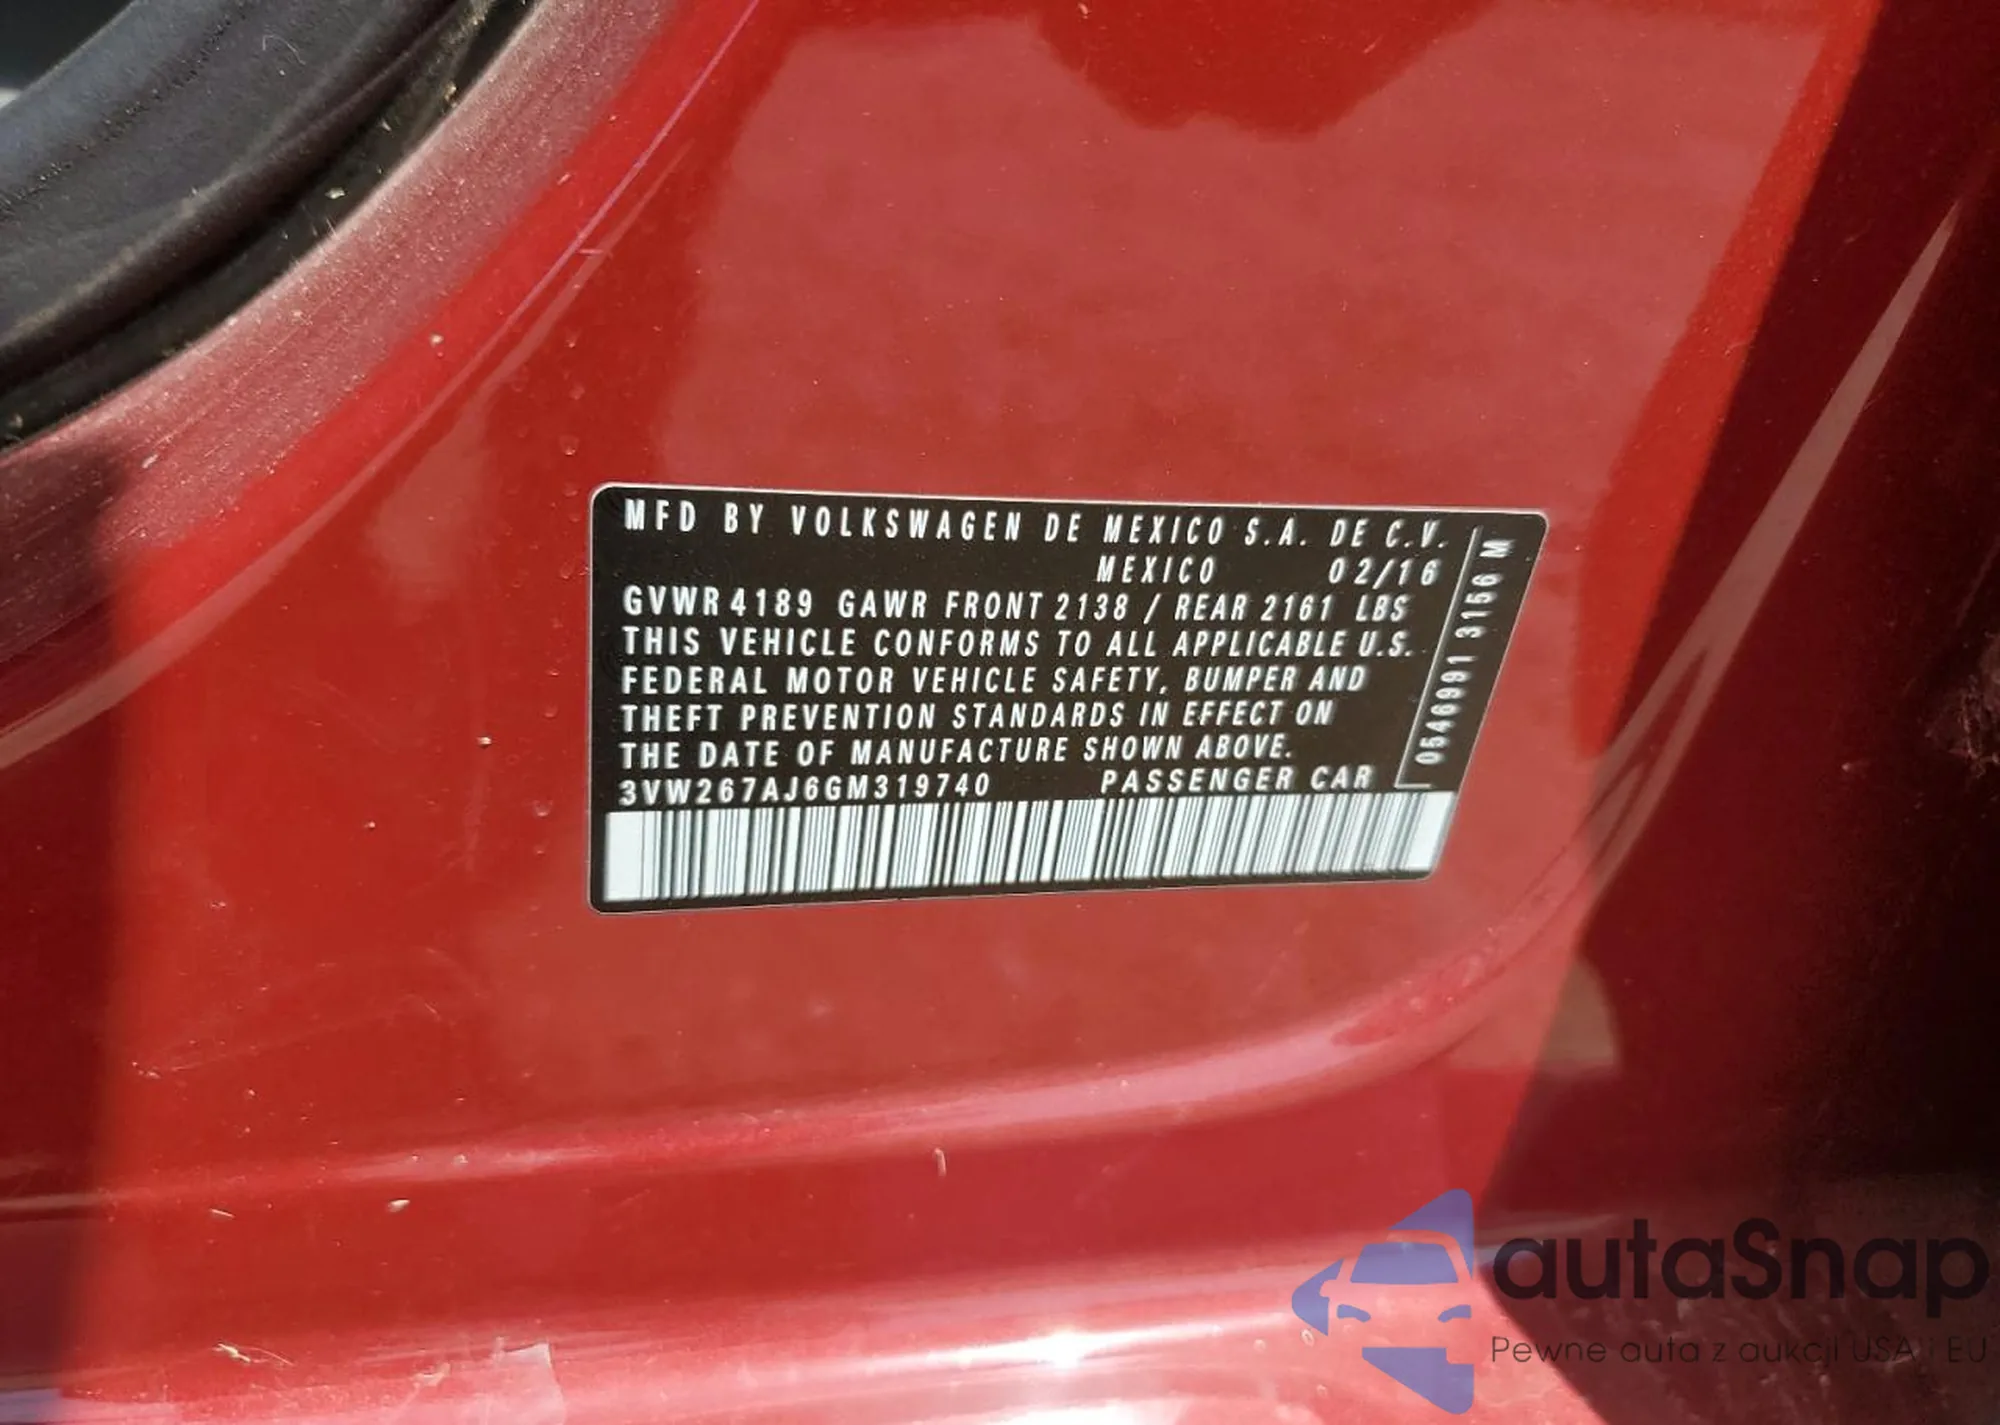 MFD BY VOLKSWAGEN DE MEXICO S.A. DE C.V.
MEXICO 02/16
GVWR 4189 GAWR FRONT 2138 / REAR 2161 LBS
THIS VEHICLE CONFORMS TO ALL APPLICABLE U.S.
FEDERAL MOTOR VEHICLE SAFETY, BUMPER AND
THEFT PREVENTION STANDARDS IN EFFECT ON
THE DATE OF MANUFACTURE SHOWN ABOVE.
3VW267AJ6GM319740 PASSENGER CAR
0546991 3156 M
autaSnap
Pewne auta z aukcji USA i EU